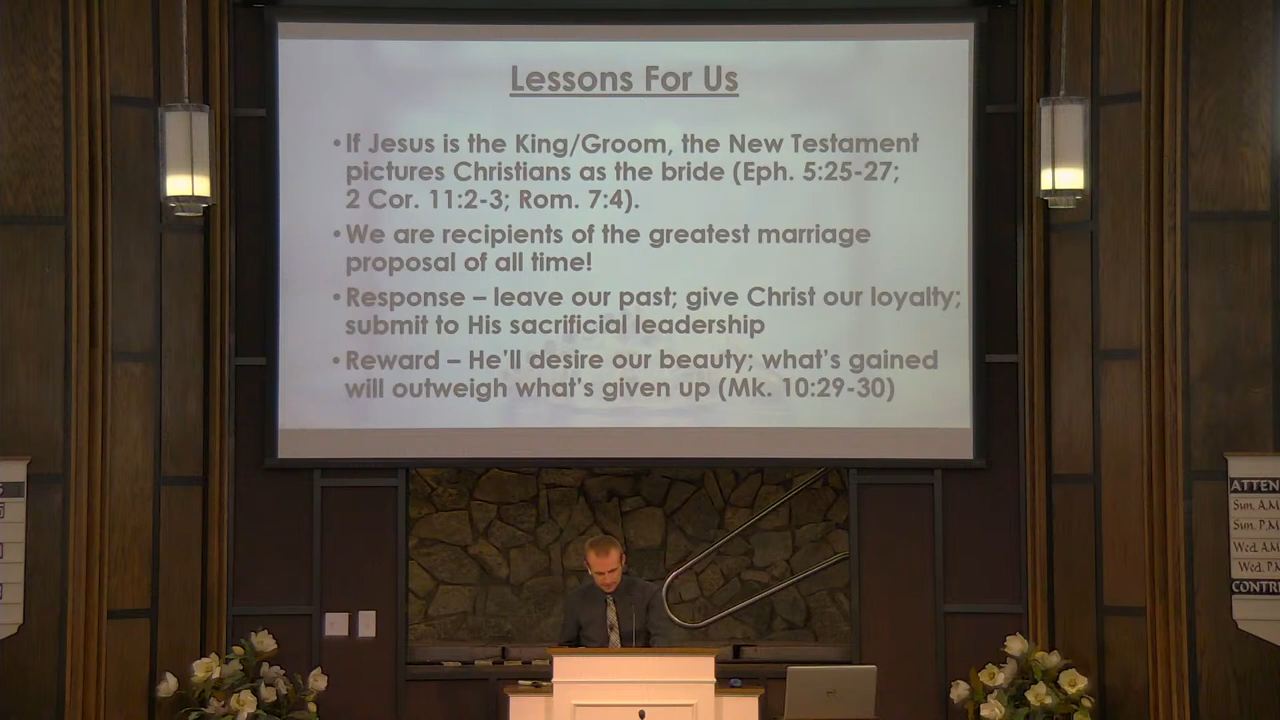 Lessons For Us
• If Jesus is the King/Groom, the New Testament
pictures Christians as the bride (Eph. 5:25-27;
2 Cor. 11:2-3; Rom. 7:4).
• We are recipients of the greatest marriage
proposal of all time!
• Response – leave our past; give Christ our loyalty;
submit to His sacrificial leadership
• Reward – He'll desire our beauty; what's gained
will outweigh what's given up (Mk. 10:29-30)
ATTEN
Sun. A.M
Sun. P.M
Wed. A.M
Wed. P.M
CONTR